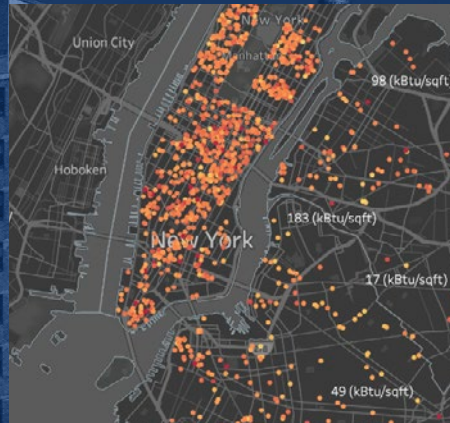 New York
Union City
Manhattan
98 (kBtu/sqft)
Hoboken
183 (kBtu/sqft)
New York
17 (kBtu/sqft)
49 (kBtu/sqft)